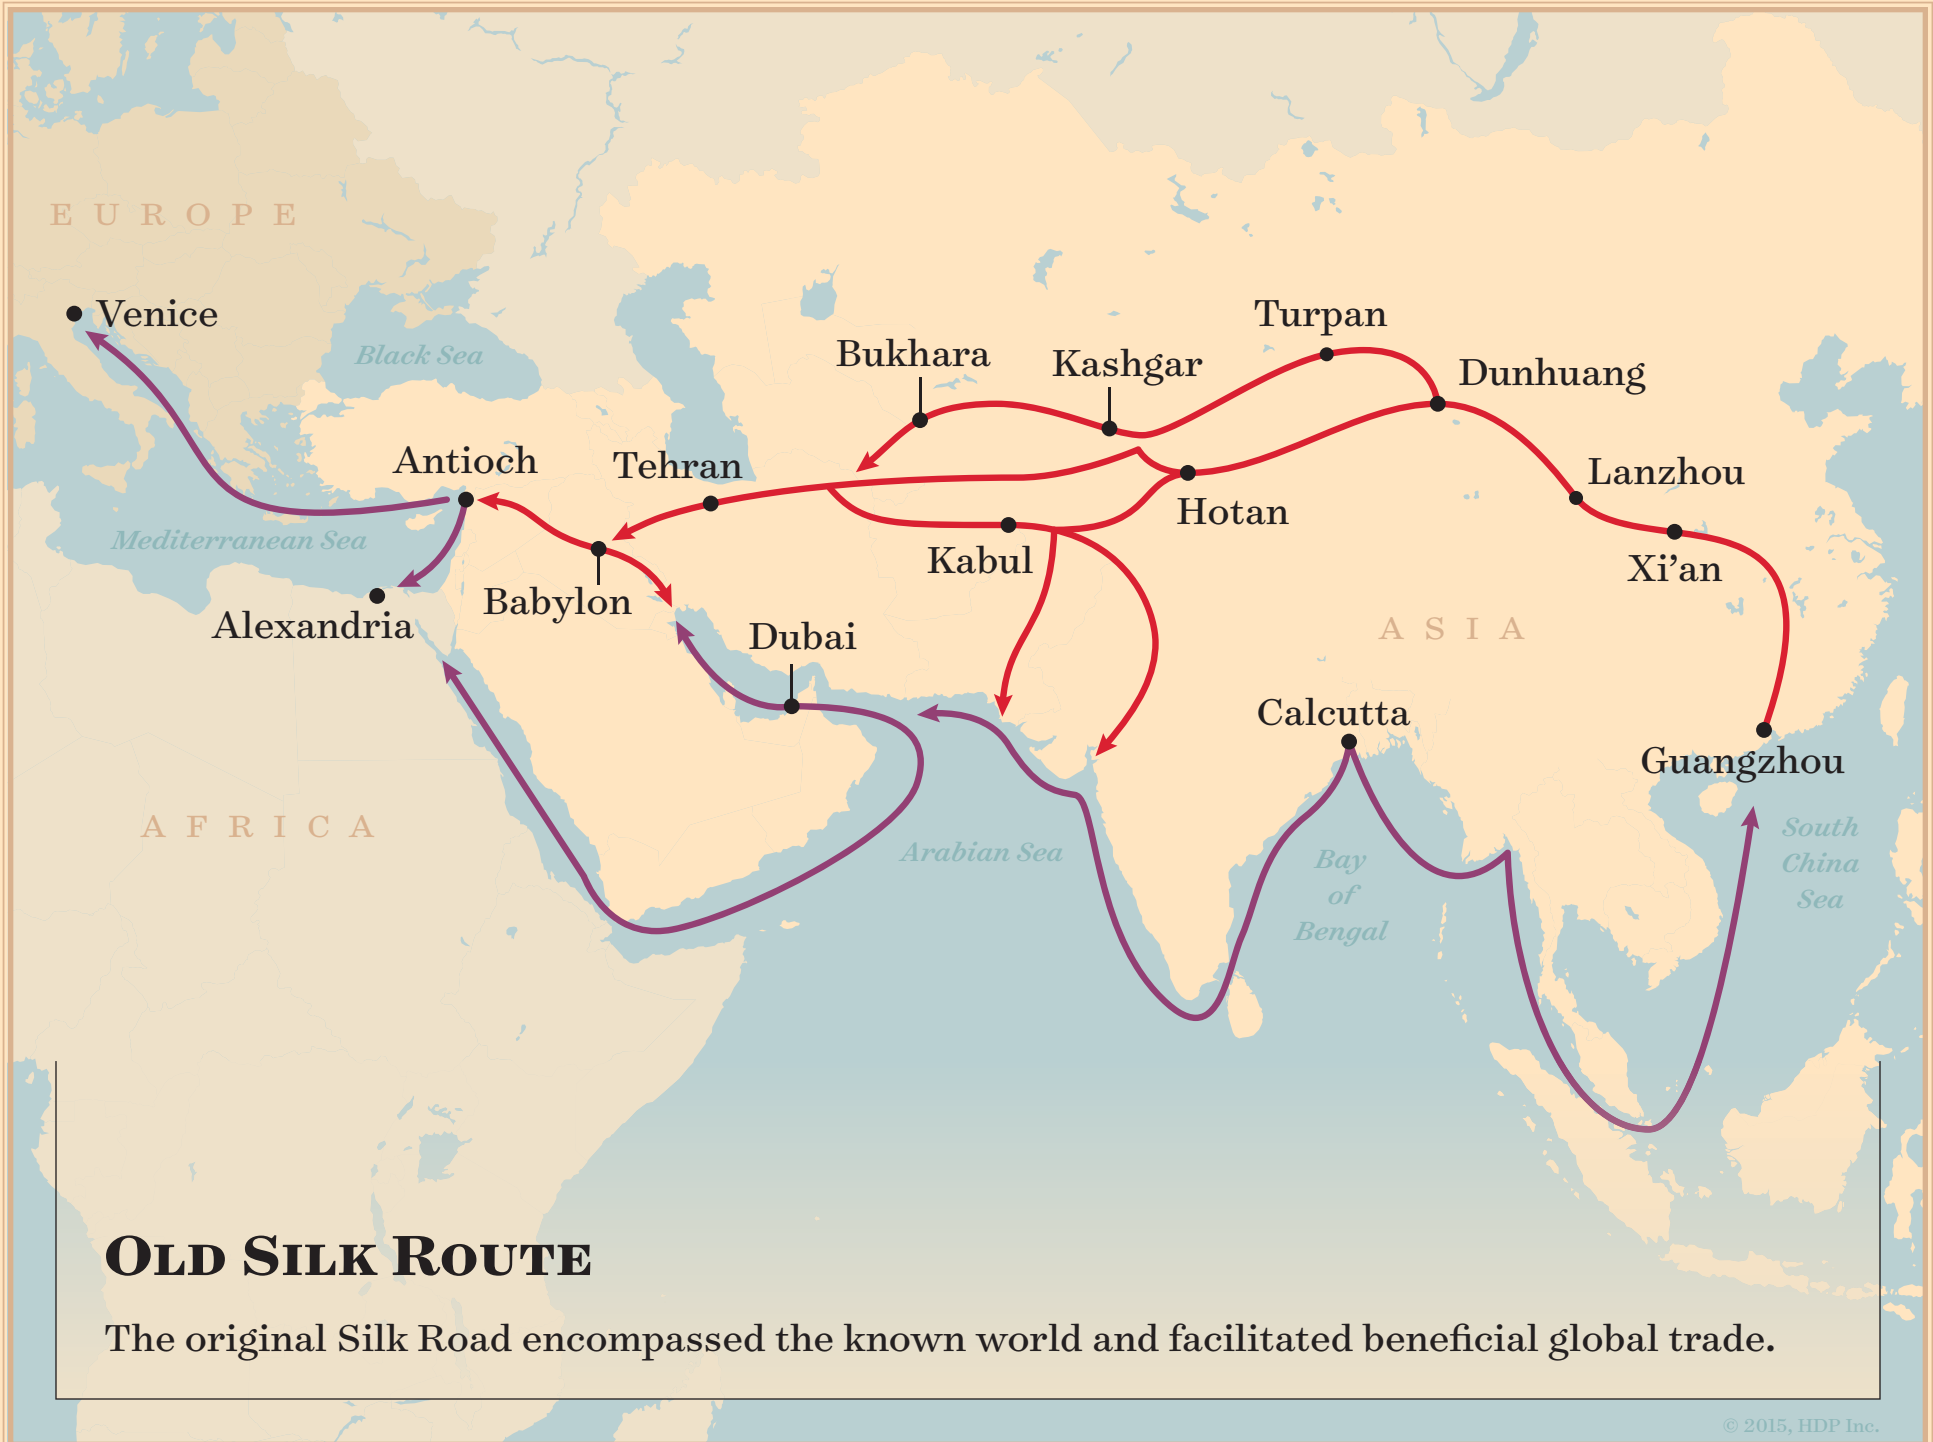 EUROPE
Venice
Black Sea
Turpan
Bukhara
Kashgar
Dunhuang
Antioch
Tehran
Lanzhou
Hotan
Mediterranean Sea
Kabul
Xi’an
Babylon
Alexandria
Dubai
ASIA
Calcutta
Guangzhou
AFRICA
Arabian Sea
Bay
of
Bengal
South
China
Sea
OLD SILK ROUTE
The original Silk Road encompassed the known world and facilitated beneficial global trade.
© 2015, HDP Inc.